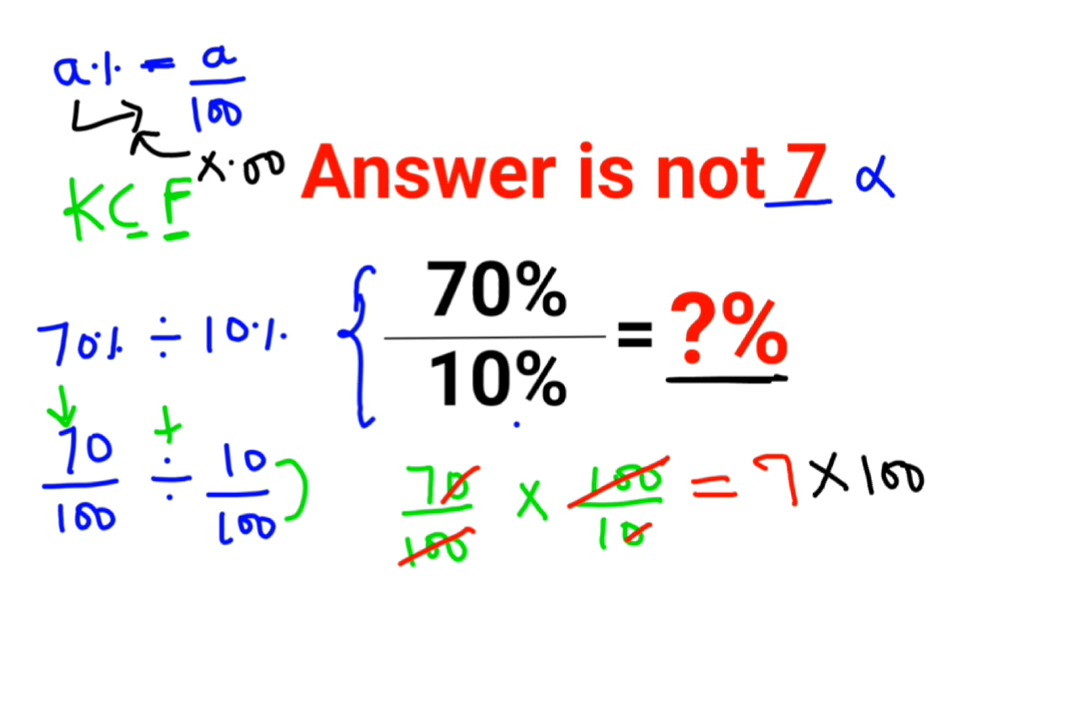 a% = a/100
x.00
Answer is not 7 α
KCF
70% / 10% = ?%
70% ÷ 10%
70/100 ÷ 10/100
70/100 × 100/10 = 7 × 100